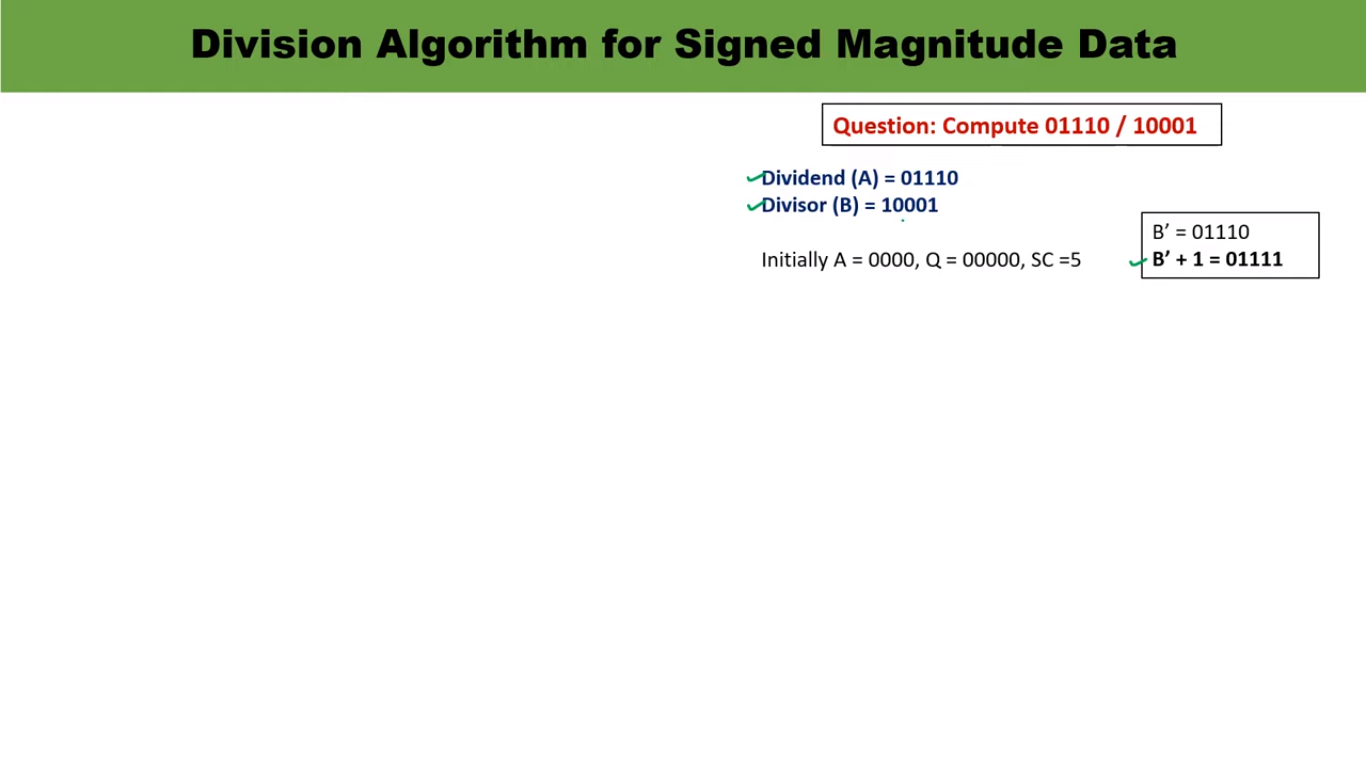 Division Algorithm for Signed Magnitude Data
Question: Compute 01110 / 10001
Dividend (A) = 01110
Divisor (B) = 10001
B’ = 01110
Initially A = 0000, Q = 00000, SC =5
B’ + 1 = 01111